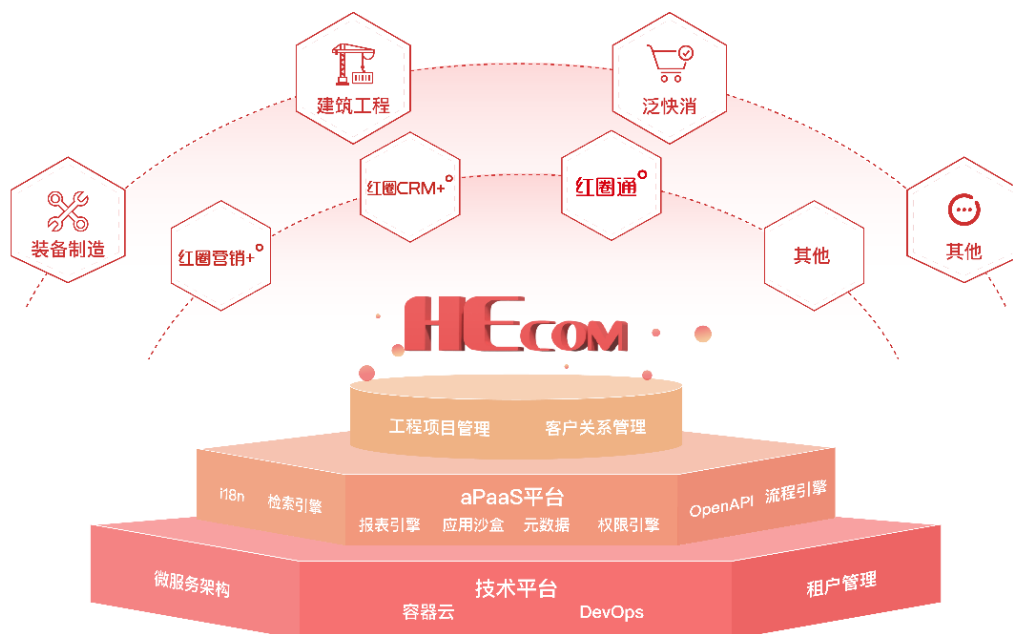 建筑工程
泛快消
装备制造
红圈营销+
红圈CRM+
红圈通
其他
其他
HECOM
工程项目管理
客户关系管理
aPaaS平台
i18n
检索引擎
报表引擎
应用沙盒
元数据
权限引擎
OpenAPI
流程引擎
技术平台
微服务架构
容器云
DevOps
租户管理